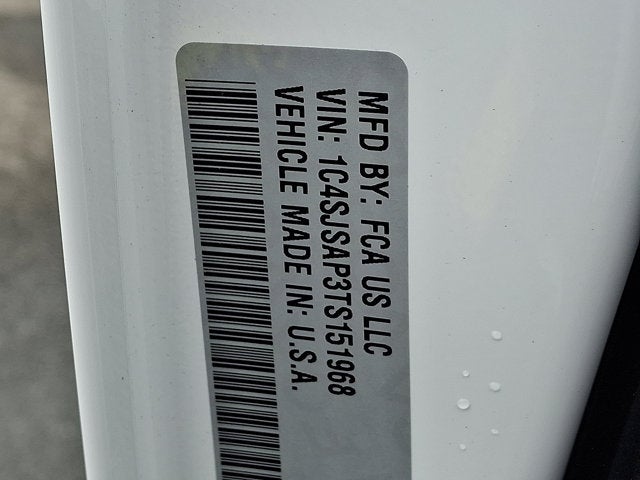 MFD BY: FCA US LLC
VIN: 1C4SJSAP3TS151968
VEHICLE MADE IN: U.S.A.